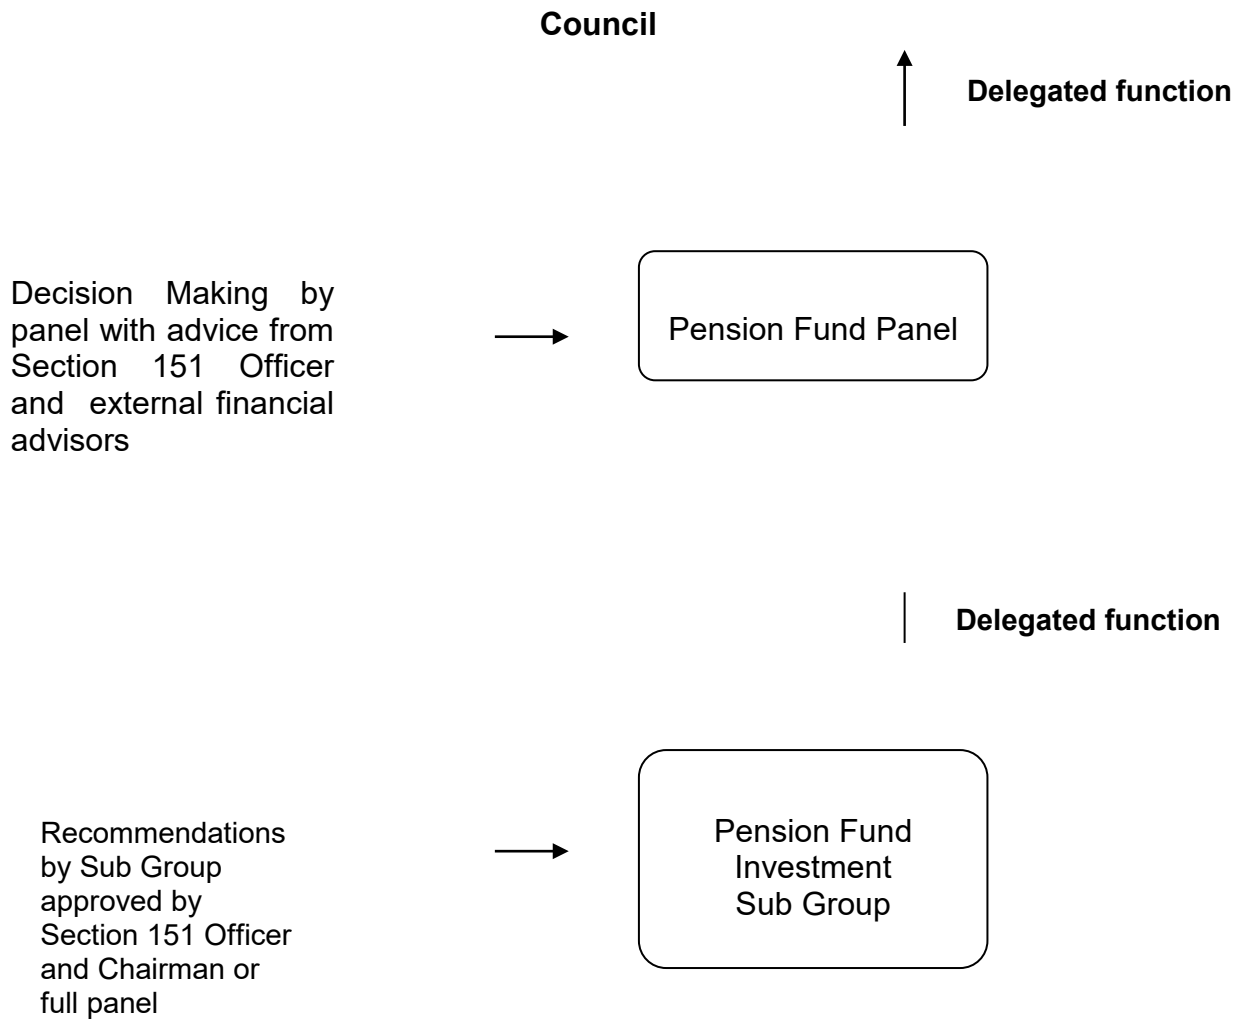 Council
Delegated function
Decision Making by
panel with advice from
Section 151 Officer
and external financial
advisors
Pension Fund Panel
Delegated function
Recommendations
by Sub Group
approved by
Section 151 Officer
and Chairman or
full panel
Pension Fund
Investment
Sub Group